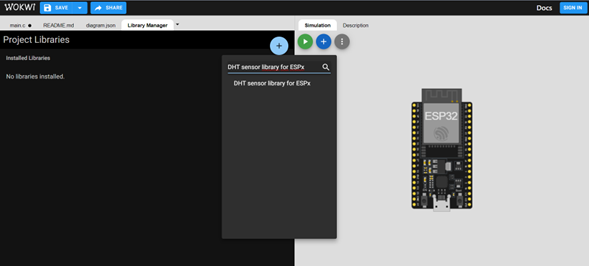 WOKWI SAVE SHARE Docs SIGN IN
main.c README.md diagram.json Library Manager Simulation Description
Project Libraries
Installed Libraries
No libraries installed.
DHT sensor library for ESPx
DHT sensor library for ESPx
ESP32